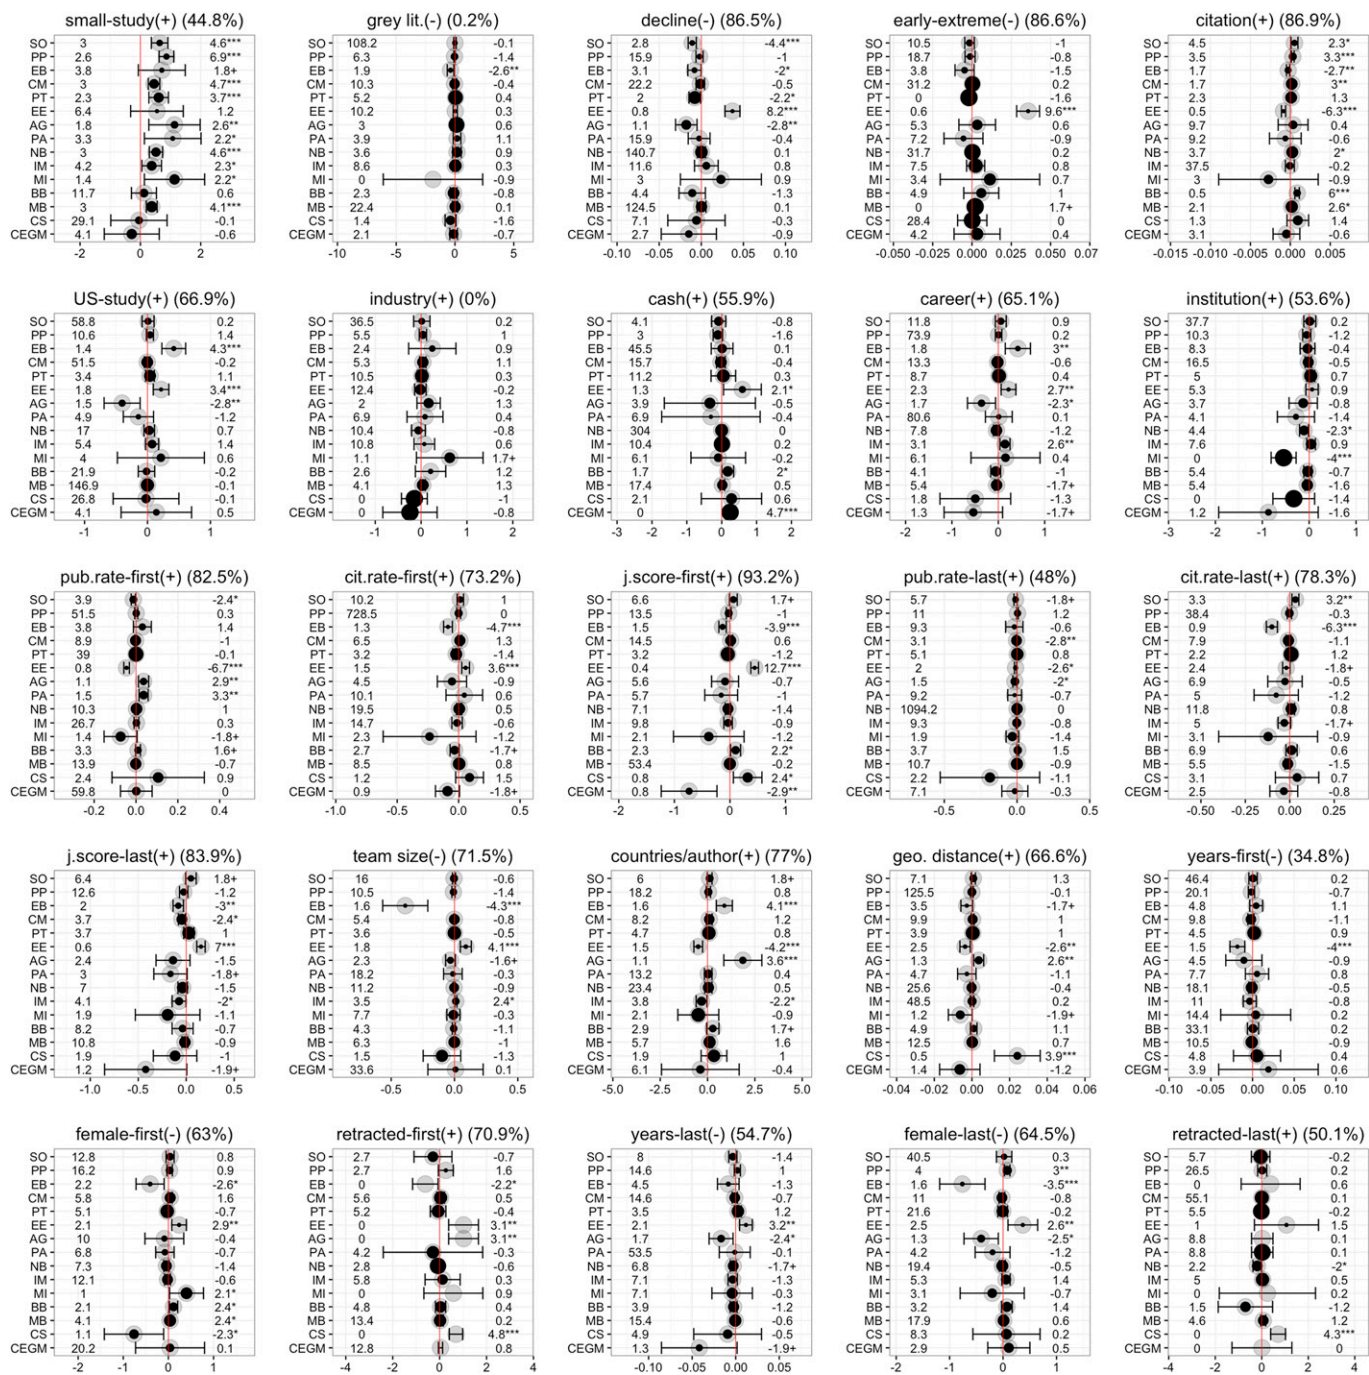 small-study(+) (44.8%)
SO 3 4.6***
PP 2.6 6.9***
EB 3.8 1.8+
CM 3 4.7***
PT 2.3 3.7***
EE 6.4 1.2
AG 1.8 2.6**
PA 3.3 2.2*
NB 3 4.6***
IM 4.2 2.3*
MI 1.4 2.2*
BB 11.7 0.6
MB 3 4.1***
CS 29.1 -0.1
CEGM 4.1 -0.6
-2 0 2
grey lit.(-) (0.2%)
SO 108.2 -0.1
PP 6.3 -1.4
EB 1.9 -2.6**
CM 10.3 -0.4
PT 5.2 0.4
EE 10.2 0.3
AG 3 0.6
PA 3.9 1.1
NB 3.6 0.9
IM 8.6 0.3
MI 0 -0.9
BB 2.3 -0.8
MB 22.4 0.1
CS 1.4 -1.6
CEGM 2.1 -0.7
-10 -5 0 5
decline(-) (86.5%)
SO 2.8 -4.4***
PP 15.9 -1
EB 3.1 -2*
CM 22.2 -0.5
PT 2 -2.2*
EE 0.8 8.2***
AG 1.1 -2.8**
PA 15.9 -0.4
NB 140.7 0.1
IM 11.6 0.8
MI 3 0.9
BB 4.4 -1.3
MB 124.5 0.1
CS 7.1 -0.3
CEGM 2.7 -0.9
-0.10 -0.05 0.00 0.05 0.10
early-extreme(-) (86.6%)
SO 10.5 -1
PP 18.7 -0.8
EB 3.8 -1.5
CM 31.2 0.2
PT 0 -1.6
EE 0.6 9.6***
AG 5.3 0.6
PA 7.2 -0.9
NB 31.7 0.1
IM 7.5 0.8
MI 3.4 0.7
BB 4.9 1
MB 0 1.7+
CS 28.4 0
CEGM 4.2 0.4
-0.050 -0.025 0.000 0.025 0.050 0.07
citation(+) (86.9%)
SO 4.5 2.3*
PP 3.5 3.3***
EB 1.7 -2.7**
CM 1.7 3**
PT 2.3 1.3
EE 0.5 -6.3***
AG 9.7 0.4
PA 9.2 -0.6
NB 3.7 2*
IM 37.5 -0.1
MI 3 -0.9
BB 0.5 6***
MB 2.1 2.6*
CS 1.3 1.4
CEGM 3.1 -0.6
-0.015 -0.010 -0.005 0.000 0.005
US-study(+) (66.9%)
SO 58.8 0.2
PP 10.6 1.4
EB 1.4 4.3***
CM 51.5 -0.2
PT 3.4 1.1
EE 1.8 3.4***
AG 1.5 -2.8**
PA 4.9 -1.2
NB 17 0.7
IM 5.4 1.4
MI 4 0.6
BB 21.9 -0.2
MB 146.9 -0.1
CS 26.8 -0.1
CEGM 4.1 0.5
-1 0 1
industry(+) (0%)
SO 36.5 0.2
PP 5.5 1
EB 2.4 0.9
CM 5.3 1.1
PT 10.5 0.3
EE 12.4 -0.2
AG 2 1.3
PA 6.9 0.4
NB 10.4 -0.8
IM 10.8 0.6
MI 1.1 1.7+
BB 2.6 1.2
MB 4.1 1.3
CS 0 -1
CEGM 0 -0.8
-2 -1 0 1 2
cash(+) (55.9%)
SO 4.1 -0.8
PP 3 -1.6
EB 45.5 0.1
CM 15.7 -0.4
PT 11.2 0.3
EE 1.3 2.1*
AG 3.9 -0.5
PA 6.9 -0.4
NB 304 0
IM 10.4 0.2
MI 6.1 -0.2
BB 1.7 2*
MB 17.4 0.5
CS 2.1 0.6
CEGM 0 4.7***
-3 -2 -1 0 1 2
career(+) (65.1%)
SO 11.8 0.9
PP 73.9 0.2
EB 1.8 3**
CM 13.3 -0.6
PT 8.7 0.4
EE 2.3 2.7**
AG 1.7 -2.3*
PA 80.6 0.1
NB 7.8 -1.2
IM 3.1 2.6**
MI 6.1 0.4
BB 4.1 -1
MB 5.4 -1.7+
CS 1.8 -1.3
CEGM 1.3 -1.7+
-2 -1 0 1
institution(+) (53.6%)
SO 37.7 0.2
PP 10.3 -1.2
EB 8.3 -0.4
CM 16.5 -0.5
PT 5 0.7
EE 5.3 0.9
AG 3.7 -0.8
PA 4.1 -1.4
NB 4.4 -2.3*
IM 7.6 0.9
MI 0 -4***
BB 5.4 -0.7
MB 5.4 -1
CS 0 -1.4
CEGM 1.2 -1.6
-3 -2 -1 0 1
pub.rate-first(+) (82.5%)
SO 3.9 -2.4*
PP 51.5 0.3
EB 3.8 1.4
CM 8.9 -1
PT 39 -0.1
EE 0.8 -6.7***
AG 1.1 2.9**
PA 1.5 3.3**
NB 10.3 1
IM 26.7 0.3
MI 1.4 -1.8+
BB 3.3 1.6+
MB 13.9 -0.7
CS 2.4 0.9
CEGM 59.8 0
-0.2 0.0 0.2 0.4
cit.rate-first(+) (73.2%)
SO 10.2 1
PP 728.5 0
EB 1.3 -4.7***
CM 6.5 1.3
PT 3.2 -1.4
EE 1.5 3.6***
AG 4.5 -0.9
PA 10.1 0.6
NB 19.5 0.5
IM 14.7 -0.6
MI 2.3 -1.2
BB 2.7 -1.7+
MB 8.5 0.8
CS 1.2 1.5
CEGM 0.9 -1.8+
-1.0 -0.5 0.0 0.5
j.score-first(+) (93.2%)
SO 6.6 1.7+
PP 13.5 -1
EB 1.5 -3.9***
CM 14.5 0.6
PT 3.2 -1.2
EE 0.4 12.7***
AG 5.6 -0.7
PA 5.7 -1
NB 7.1 -1.4
IM 9.8 -0.9
MI 2.1 -1.2
BB 2.3 2.2*
MB 53.4 -0.2
CS 0.8 2.4*
CEGM 0.8 -2.9**
-2 -1 0 1
pub.rate-last(+) (48%)
SO 5.7 -1.8+
PP 11 1.2
EB 9.3 -0.6
CM 3.1 -2.8**
PT 5.1 0.8
EE 2 -2.6*
AG 1.5 -2*
PA 9.2 -0.7
NB 1094.2 0
IM 9.3 -0.8
MI 1.9 -1.4
BB 3.7 1.5
MB 10.7 -0.9
CS 2.2 -1.1
CEGM 7.1 -0.3
-1.0 -0.5 0.0 0.5
cit.rate-last(+) (78.3%)
SO 3.3 3.2**
PP 38.4 -0.3
EB 0.9 -6.3***
CM 7.9 -1.1
PT 2.2 1.2
EE 2.4 -1.8+
AG 6.9 -0.5
PA 5 -1.2
NB 11.8 0.8
IM 5 -1.7+
MI 3.1 -0.9
BB 6.9 0.6
MB 5.5 -1.5
CS 3.1 0.7
CEGM 2.5 -0.8
-0.50 -0.25 0.00 0.25
j.score-last(+) (83.9%)
SO 6.4 1.8+
PP 12.6 -1.2
EB 2 -3**
CM 3.7 -2.4*
PT 3.7 1
EE 0.6 7***
AG 2.4 -1.5
PA 3 -1.8+
NB 7 -1.5
IM 4.1 -2*
MI 1.9 -1.1
BB 8.2 -0.7
MB 10.8 -0.9
CS 1.9 -1
CEGM 1.2 -1.9+
-1.0 -0.5 0.0 0.5
team size(-) (71.5%)
SO 16 -0.6
PP 10.5 -1.4
EB 1.6 -4.3***
CM 5.4 -0.8
PT 3.6 -0.5
EE 1.8 4.1***
AG 2.3 -1.6+
PA 18.2 -0.3
NB 11.2 -0.9
IM 3.5 2.4*
MI 7.7 -0.3
BB 4.3 -1.1
MB 6.3 -1
CS 1.5 -1.3
CEGM 33.6 0.1
-0.5 0.0 0.5
countries/author(+) (77%)
SO 6 1.8+
PP 18.2 0.8
EB 1.6 4.1***
CM 8.2 1.2
PT 4.7 0.8
EE 1.5 -4.2***
AG 1.1 3.6***
PA 13.2 0.4
NB 23.4 0.5
IM 3.8 -2.2*
MI 2.1 -0.9
BB 2.9 1.7+
MB 5.7 1.6
CS 1.9 1
CEGM 6.1 -0.4
-5.0 -2.5 0.0 2.5 5.0
geo. distance(+) (66.6%)
SO 7.1 1.3
PP 125.5 -0.1
EB 3.5 -1.7+
CM 9.9 1
PT 3.9 1
EE 2.5 -2.6**
AG 1.3 2.6**
PA 4.7 -1.1
NB 25.6 -0.4
IM 48.5 0.2
MI 1.2 -1.9+
BB 4.9 1.1
MB 12.5 0.7
CS 0.5 3.9***
CEGM 1.4 -1.2
-0.04 -0.02 0.00 0.02 0.04 0.06
years-first(-) (34.8%)
SO 46.4 0.2
PP 20.1 -0.7
EB 4.8 1.1
CM 9.8 -1.1
PT 4.5 0.9
EE 1.5 -4***
AG 4.5 -0.9
PA 7.7 0.8
NB 18.1 -0.5
IM 11 -0.8
MI 14.4 0.2
BB 33.1 0.2
MB 10.5 -0.9
CS 4.8 0.4
CEGM 3.9 0.6
-0.10 -0.05 0.00 0.05 0.10
female-first(-) (63%)
SO 12.8 0.8
PP 16.2 0.9
EB 2.2 -2.6*
CM 5.8 1.6
PT 5.1 -0.7
EE 2.1 2.9**
AG 10 -0.4
PA 6.8 -0.7
NB 7.3 -1.4
IM 12.1 -0.6
MI 1 2.1*
BB 2.1 2.4*
MB 4.1 2.4*
CS 1.1 -2.3*
CEGM 20.2 0.1
-2 -1 0 1
retracted-first(+) (70.9%)
SO 2.7 -0.7
PP 2.7 1.6
EB 0 -2.2*
CM 5.6 0.5
PT 5.2 -0.4
EE 0 3.1**
AG 0 3.1**
PA 4.2 -0.3
NB 2.8 -0.6
IM 5.8 0.3
MI 0 0.9
BB 4.8 0.4
MB 13.4 0.2
CS 0 4.8***
CEGM 12.8 0.8
-4 -2 0 2 4
years-last(-) (54.7%)
SO 8 -1.4
PP 14.6 1
EB 4.5 -1.3
CM 14.6 -0.7
PT 3.5 1.2
EE 2.1 3.2**
AG 1.7 -2.4*
PA 53.5 -0.1
NB 6.8 -1.7+
IM 7.1 -1.3
MI 7.4 -0.3
BB 3.9 -1.2
MB 15.4 -0.6
CS 4.9 -0.5
CEGM 1.3 -1.9+
-0.10 -0.05 0.00 0.05
female-last(-) (64.5%)
SO 40.5 0.3
PP 4 3**
EB 1.6 -3.5***
CM 11 -0.8
PT 21.6 -0.2
EE 2.5 2.6**
AG 1.3 -2.5*
PA 4.2 -1.2
NB 19.4 -0.5
IM 5.3 1.4
MI 3.1 -0.7
BB 3.2 1.4
MB 17.9 0.6
CS 8.3 0.2
CEGM 2.9 0.5
-2 -1 0 1
retracted-last(+) (50.1%)
SO 5.7 -0.2
PP 26.5 0.2
EB 0 0.6
CM 55.1 0.1
PT 5.5 -0.2
EE 1 1.5
AG 8.8 0.1
PA 8.8 0.1
NB 2.2 -2*
IM 5 0.5
MI 0 0.2
BB 1.5 -1.2
MB 4.6 1.2
CS 0 4.3***
CEGM 0 0
-4 -2 0 2 4